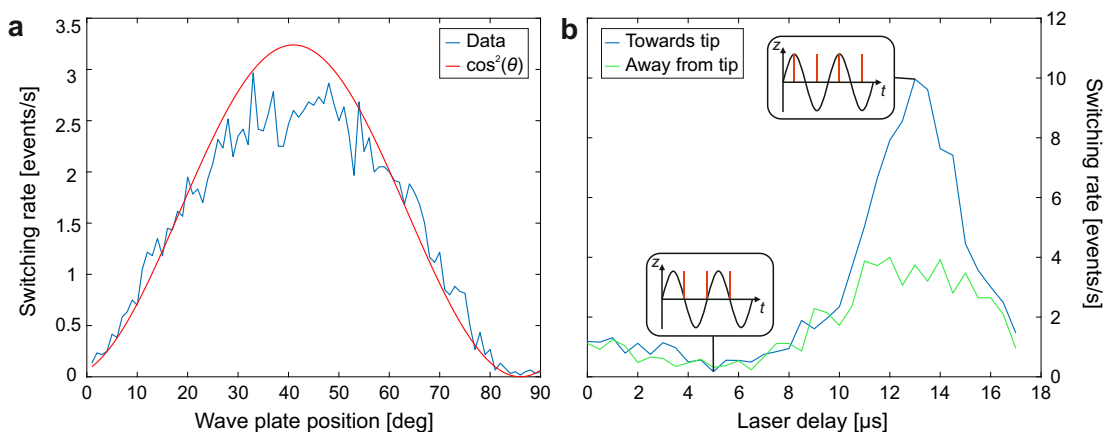 a
Switching rate [events/s]
3.5
3
2.5
2
1.5
1
0.5
0
Data
cos²(θ)
0 10 20 30 40 50 60 70 80 90
Wave plate position [deg]
b
Towards tip
Away from tip
z
t
z
t
12
10
8
6
4
2
0
Switching rate
[events/s]
0 2 4 6 8 10 12 14 16 18
Laser delay [µs]